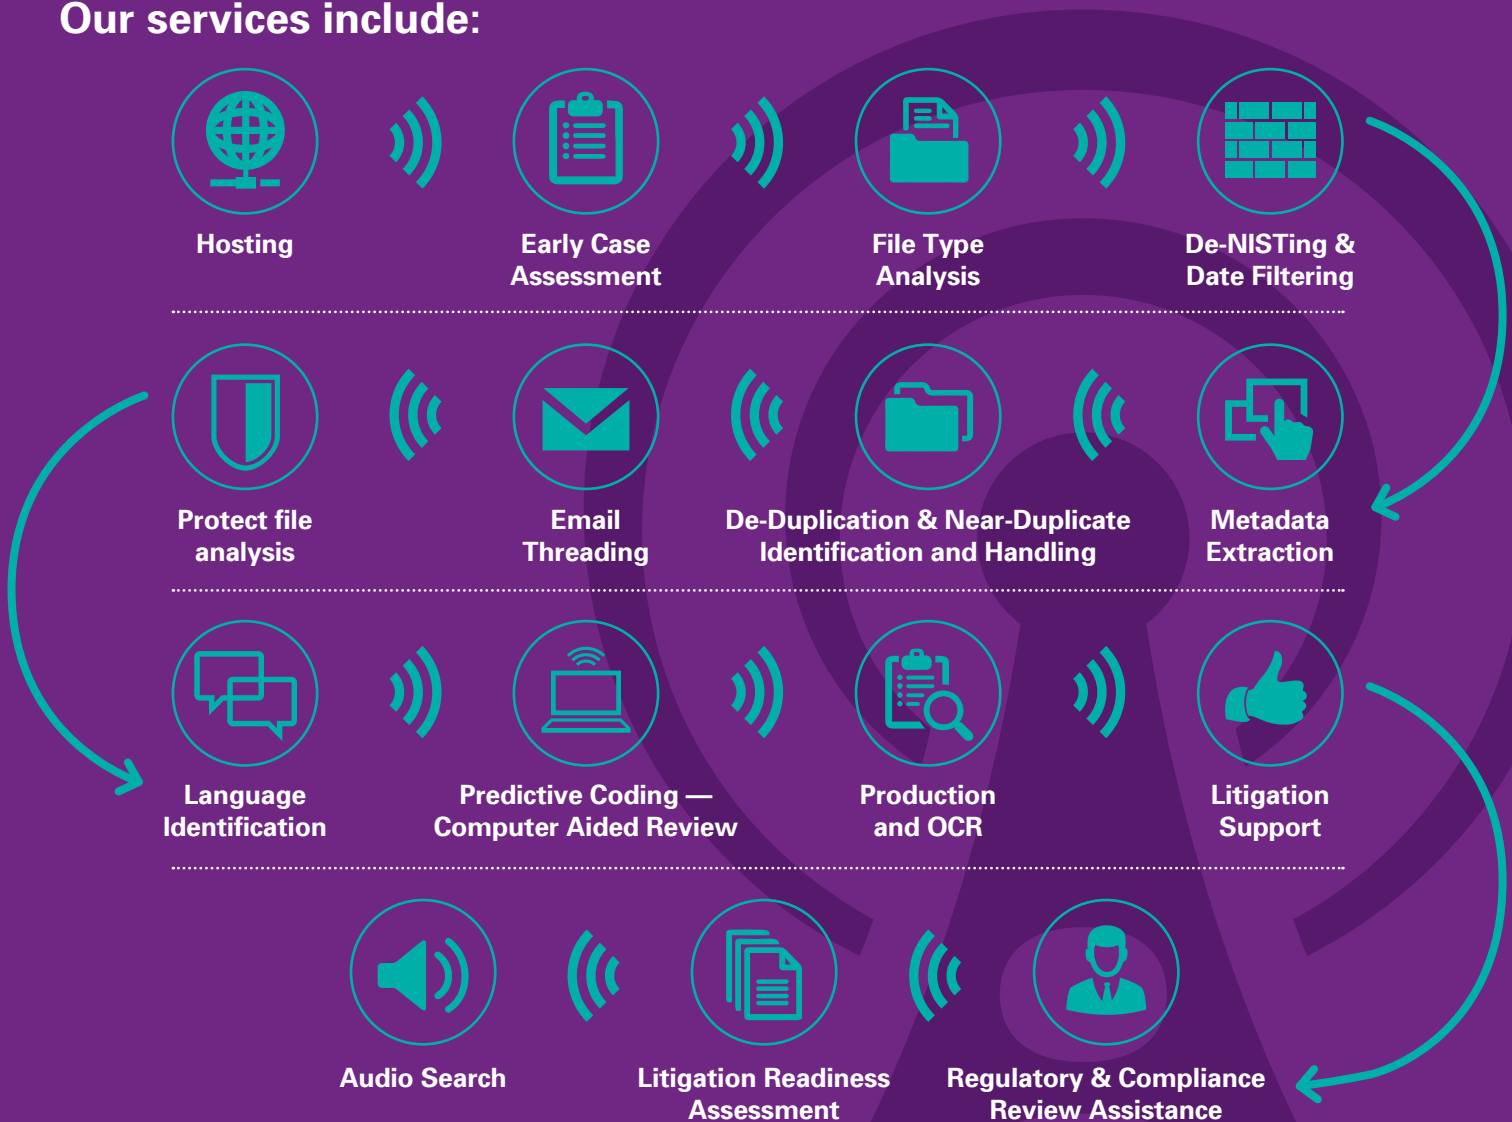 Our services include:
Hosting
Early Case
Assessment
File Type
Analysis
De-NISTing &
Date Filtering
Protect file
analysis
Email
Threading
De-Duplication & Near-Duplicate
Identification and Handling
Metadata
Extraction
Language
Identification
Predictive Coding —
Computer Aided Review
Production
and OCR
Litigation
Support
Audio Search
Litigation Readiness
Assessment
Regulatory & Compliance
Review Assistance